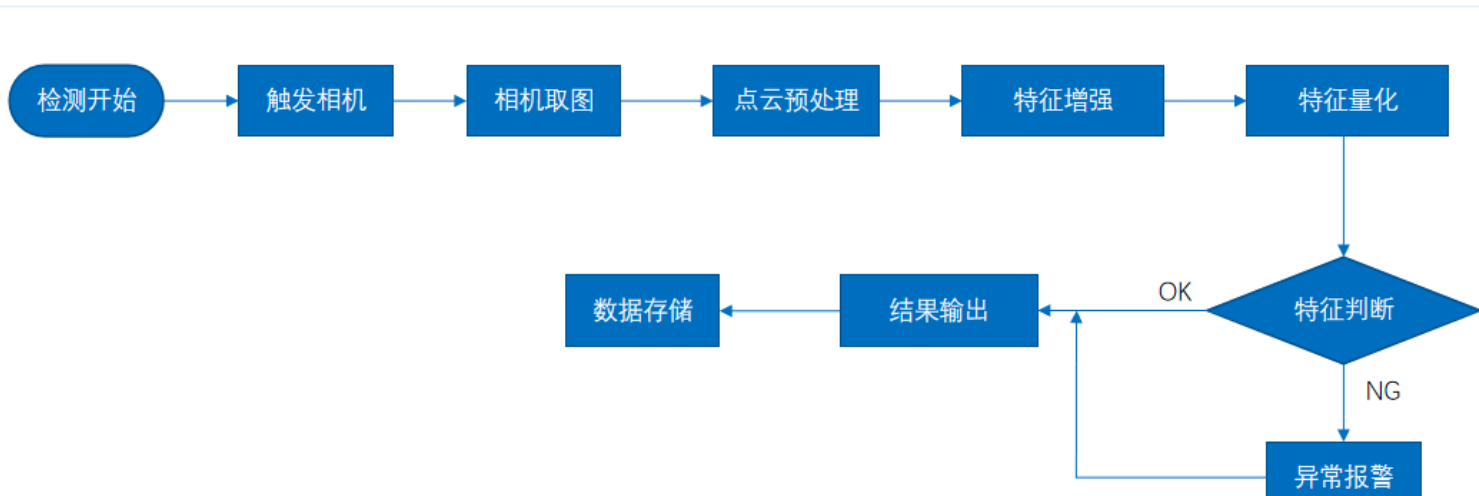 检测开始
触发相机
相机取图
点云预处理
特征增强
特征量化
特征判断
OK
结果输出
数据存储
NG
异常报警